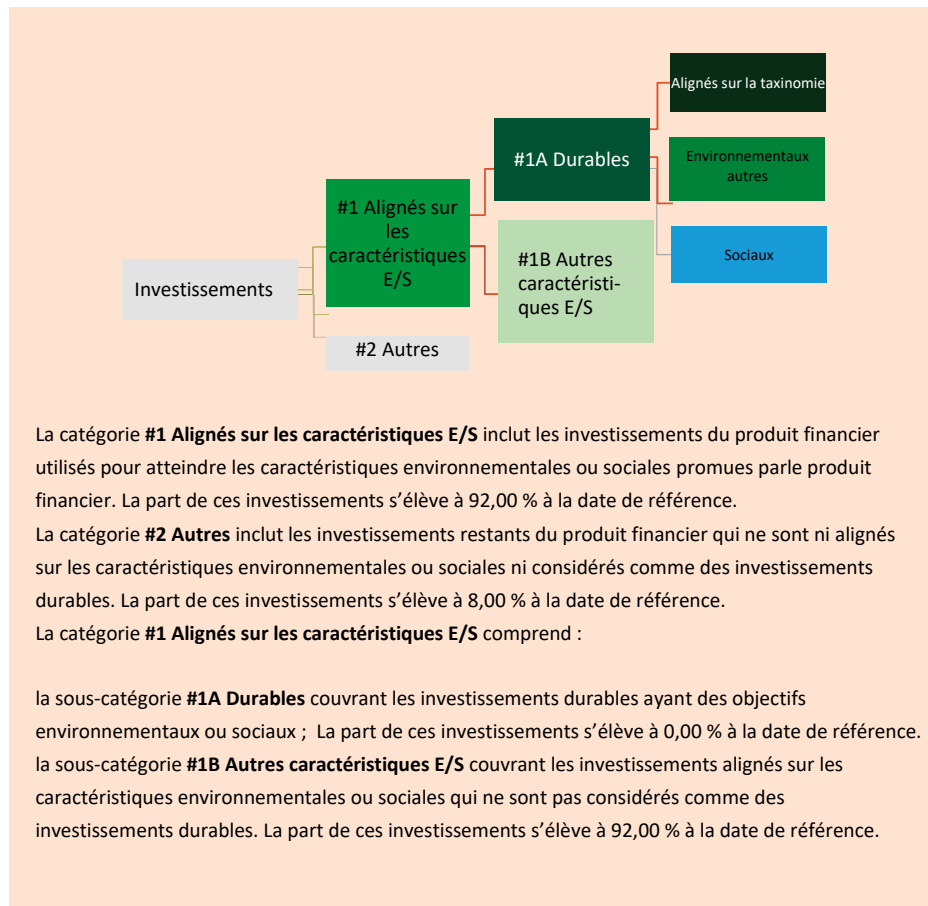 Alignés sur la taxinomie
#1A Durables
Environnementaux
autres
#1 Alignés sur
les
caractéristiques
E/S
#1B Autres
caractéristi-
ques E/S
Sociaux
Investissements
#2 Autres
La catégorie #1 Alignés sur les caractéristiques E/S inclut les investissements du produit financier
utilisés pour atteindre les caractéristiques environnementales ou sociales promues parle produit
financier. La part de ces investissements s’élève à 92,00 % à la date de référence.
La catégorie #2 Autres inclut les investissements restants du produit financier qui ne sont ni alignés
sur les caractéristiques environnementales ou sociales ni considérés comme des investissements
durables. La part de ces investissements s’élève à 8,00 % à la date de référence.
La catégorie #1 Alignés sur les caractéristiques E/S comprend :
la sous-catégorie #1A Durables couvrant les investissements durables ayant des objectifs
environnementaux ou sociaux ; La part de ces investissements s’élève à 0,00 % à la date de référence.
la sous-catégorie #1B Autres caractéristiques E/S couvrant les investissements alignés sur les
caractéristiques environnementales ou sociales qui ne sont pas considérés comme des
investissements durables. La part de ces investissements s’élève à 92,00 % à la date de référence.